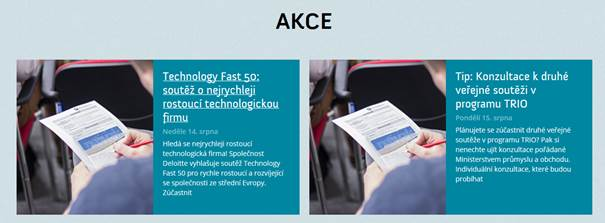 AKCE
Technology Fast 50:
soutěž o nejrychleji
rostoucí technologickou
firmu
Neděle 14. srpna
Hledá se nejrychleji rostoucí
technologická firma! Společnost
Deloitte vyhlašuje soutěž Technology
Fast 50 pro rychle rostoucí a rozvíjející
se společnosti ze střední Evropy.
Zúčastnit
Tip: Konzultace k druhé
veřejné soutěži v
programu TRIO
Pondělí 15. srpna
Plánujete se zúčastnit druhé veřejné
soutěže v programu TRIO? Pak si
nenechte ujít konzultace pořádané
Ministerstvem průmyslu a obchodu.
Individuální konzultace, které budou
probíhat